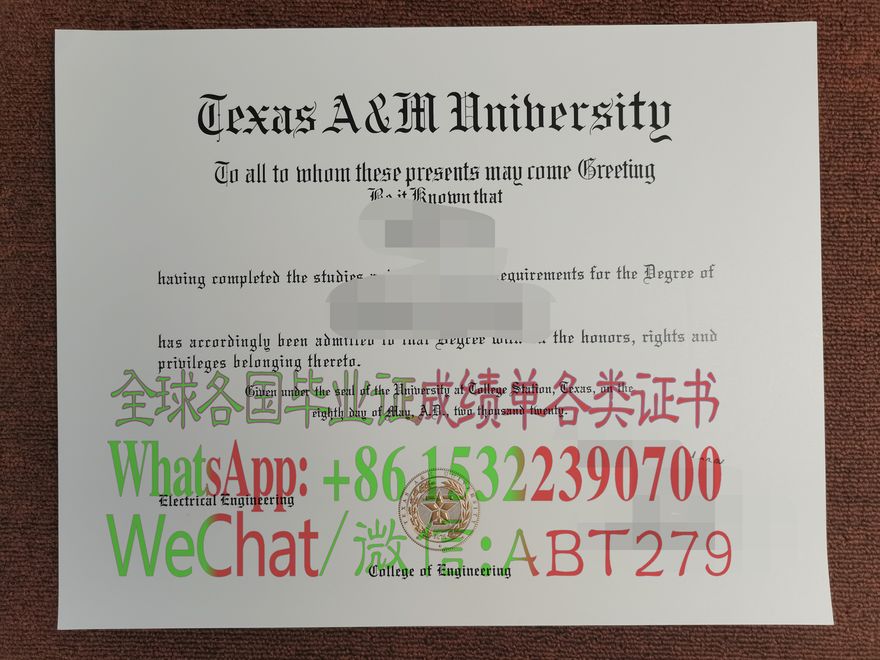 Texas A&M University
To all to whom these presents may come Greeting
Be it Known that
having completed the studies requirements for the Degree of
has accordingly been admitted to that Degree with the honors, rights and
privileges belonging thereto.
Given under the seal of the University at College Station, Texas, on the
全球各国毕业证成绩单各类证书
eighth day of May, A.D., two thousand twenty.
WhatsApp: +86 15322390700
Electrical Engineering
WeChat/微信:ABT279
College of Engineering